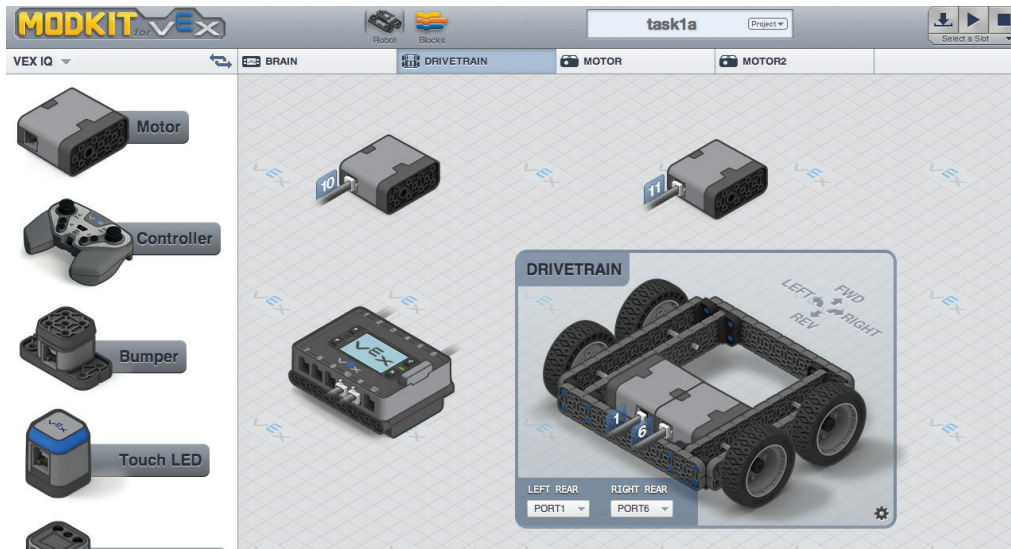 MODKIT for VEX
Robot
Blocks
task1a
Project
Select a Slot
VEX IQ
BRAIN
DRIVETRAIN
MOTOR
MOTOR2
Motor
Controller
Bumper
Touch LED
10
11
DRIVETRAIN
LEFT
FWD
REV
RIGHT
1
6
LEFT REAR
RIGHT REAR
PORT1
PORT6